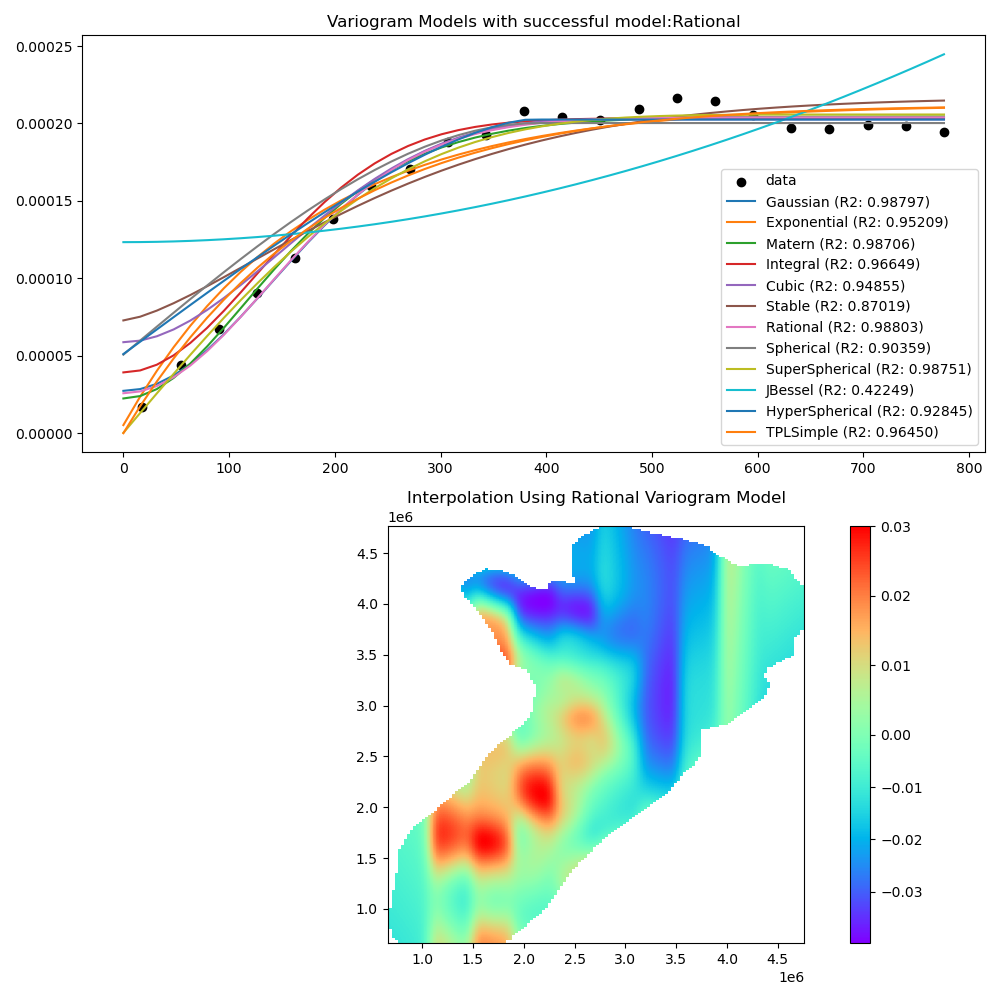 Variogram Models with successful model:Rational
0.00025
0.00020
0.00015
0.00010
0.00005
0.00000
data
Gaussian (R2: 0.98797)
Exponential (R2: 0.95209)
Matern (R2: 0.98706)
Integral (R2: 0.96649)
Cubic (R2: 0.94855)
Stable (R2: 0.87019)
Rational (R2: 0.98803)
Spherical (R2: 0.90359)
SuperSpherical (R2: 0.98751)
JBessel (R2: 0.42249)
HyperSpherical (R2: 0.92845)
TPLSimple (R2: 0.96450)
0 100 200 300 400 500 600 700 800
Interpolation Using Rational Variogram Model
1e6
4.5
4.0
3.5
3.0
2.5
2.0
1.5
1.0
1.0 1.5 2.0 2.5 3.0 3.5 4.0 4.5
1e6
0.03
0.02
0.01
0.00
−0.01
−0.02
−0.03